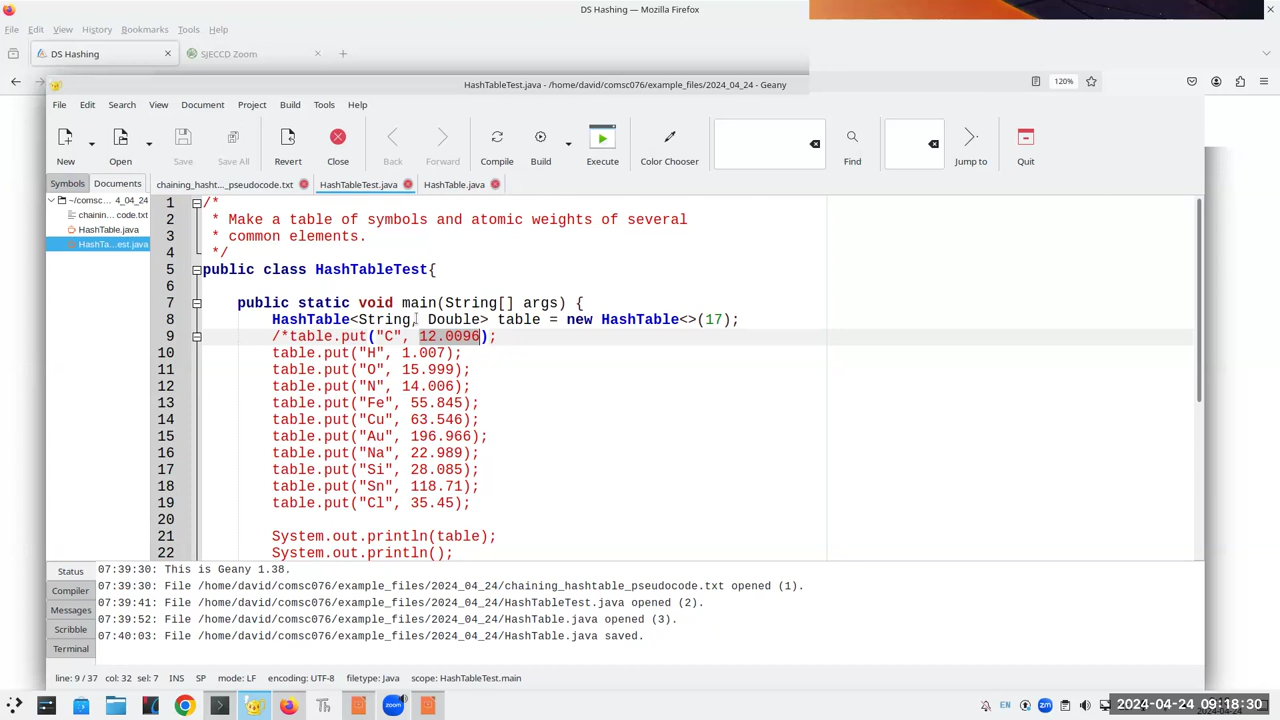 DS Hashing — Mozilla Firefox
File Edit View History Bookmarks Tools Help
DS Hashing
SJECCD Zoom
120%
HashTableTest.java - /home/david/comsc076/example_files/2024_04_24 - Geany
File Edit Search View Document Project Build Tools Help
New Open Save Save All Revert Close Back Forward Compile Build Execute Color Chooser Find Jump to Quit
Symbols Documents chaining_hasht..._pseudocode.txt HashTableTest.java HashTable.java
~/comsc... 4_04_24
chainin... code.txt
HashTable.java
HashTa...est.java
1 /*
2 * Make a table of symbols and atomic weights of several
3 * common elements.
4 */
5 public class HashTableTest{
6
7 public static void main(String[] args) {
8 HashTable<String, Double> table = new HashTable<>(17);
9 /*table.put("C", 12.0096);
10 table.put("H", 1.007);
11 table.put("O", 15.999);
12 table.put("N", 14.006);
13 table.put("Fe", 55.845);
14 table.put("Cu", 63.546);
15 table.put("Au", 196.966);
16 table.put("Na", 22.989);
17 table.put("Si", 28.085);
18 table.put("Sn", 118.71);
19 table.put("Cl", 35.45);
20
21 System.out.println(table);
22 System.out.println();
Status
Compiler
Messages
Scribble
Terminal
07:39:30: This is Geany 1.38.
07:39:30: File /home/david/comsc076/example_files/2024_04_24/chaining_hashtable_pseudocode.txt opened (1).
07:39:41: File /home/david/comsc076/example_files/2024_04_24/HashTableTest.java opened (2).
07:39:52: File /home/david/comsc076/example_files/2024_04_24/HashTable.java opened (3).
07:40:03: File /home/david/comsc076/example_files/2024_04_24/HashTable.java saved.
line: 9 / 37 col: 32 sel: 7 INS SP mode: LF encoding: UTF-8 filetype: Java scope: HashTableTest.main
zoom
EN
zm
2024-04-24 09:18:30